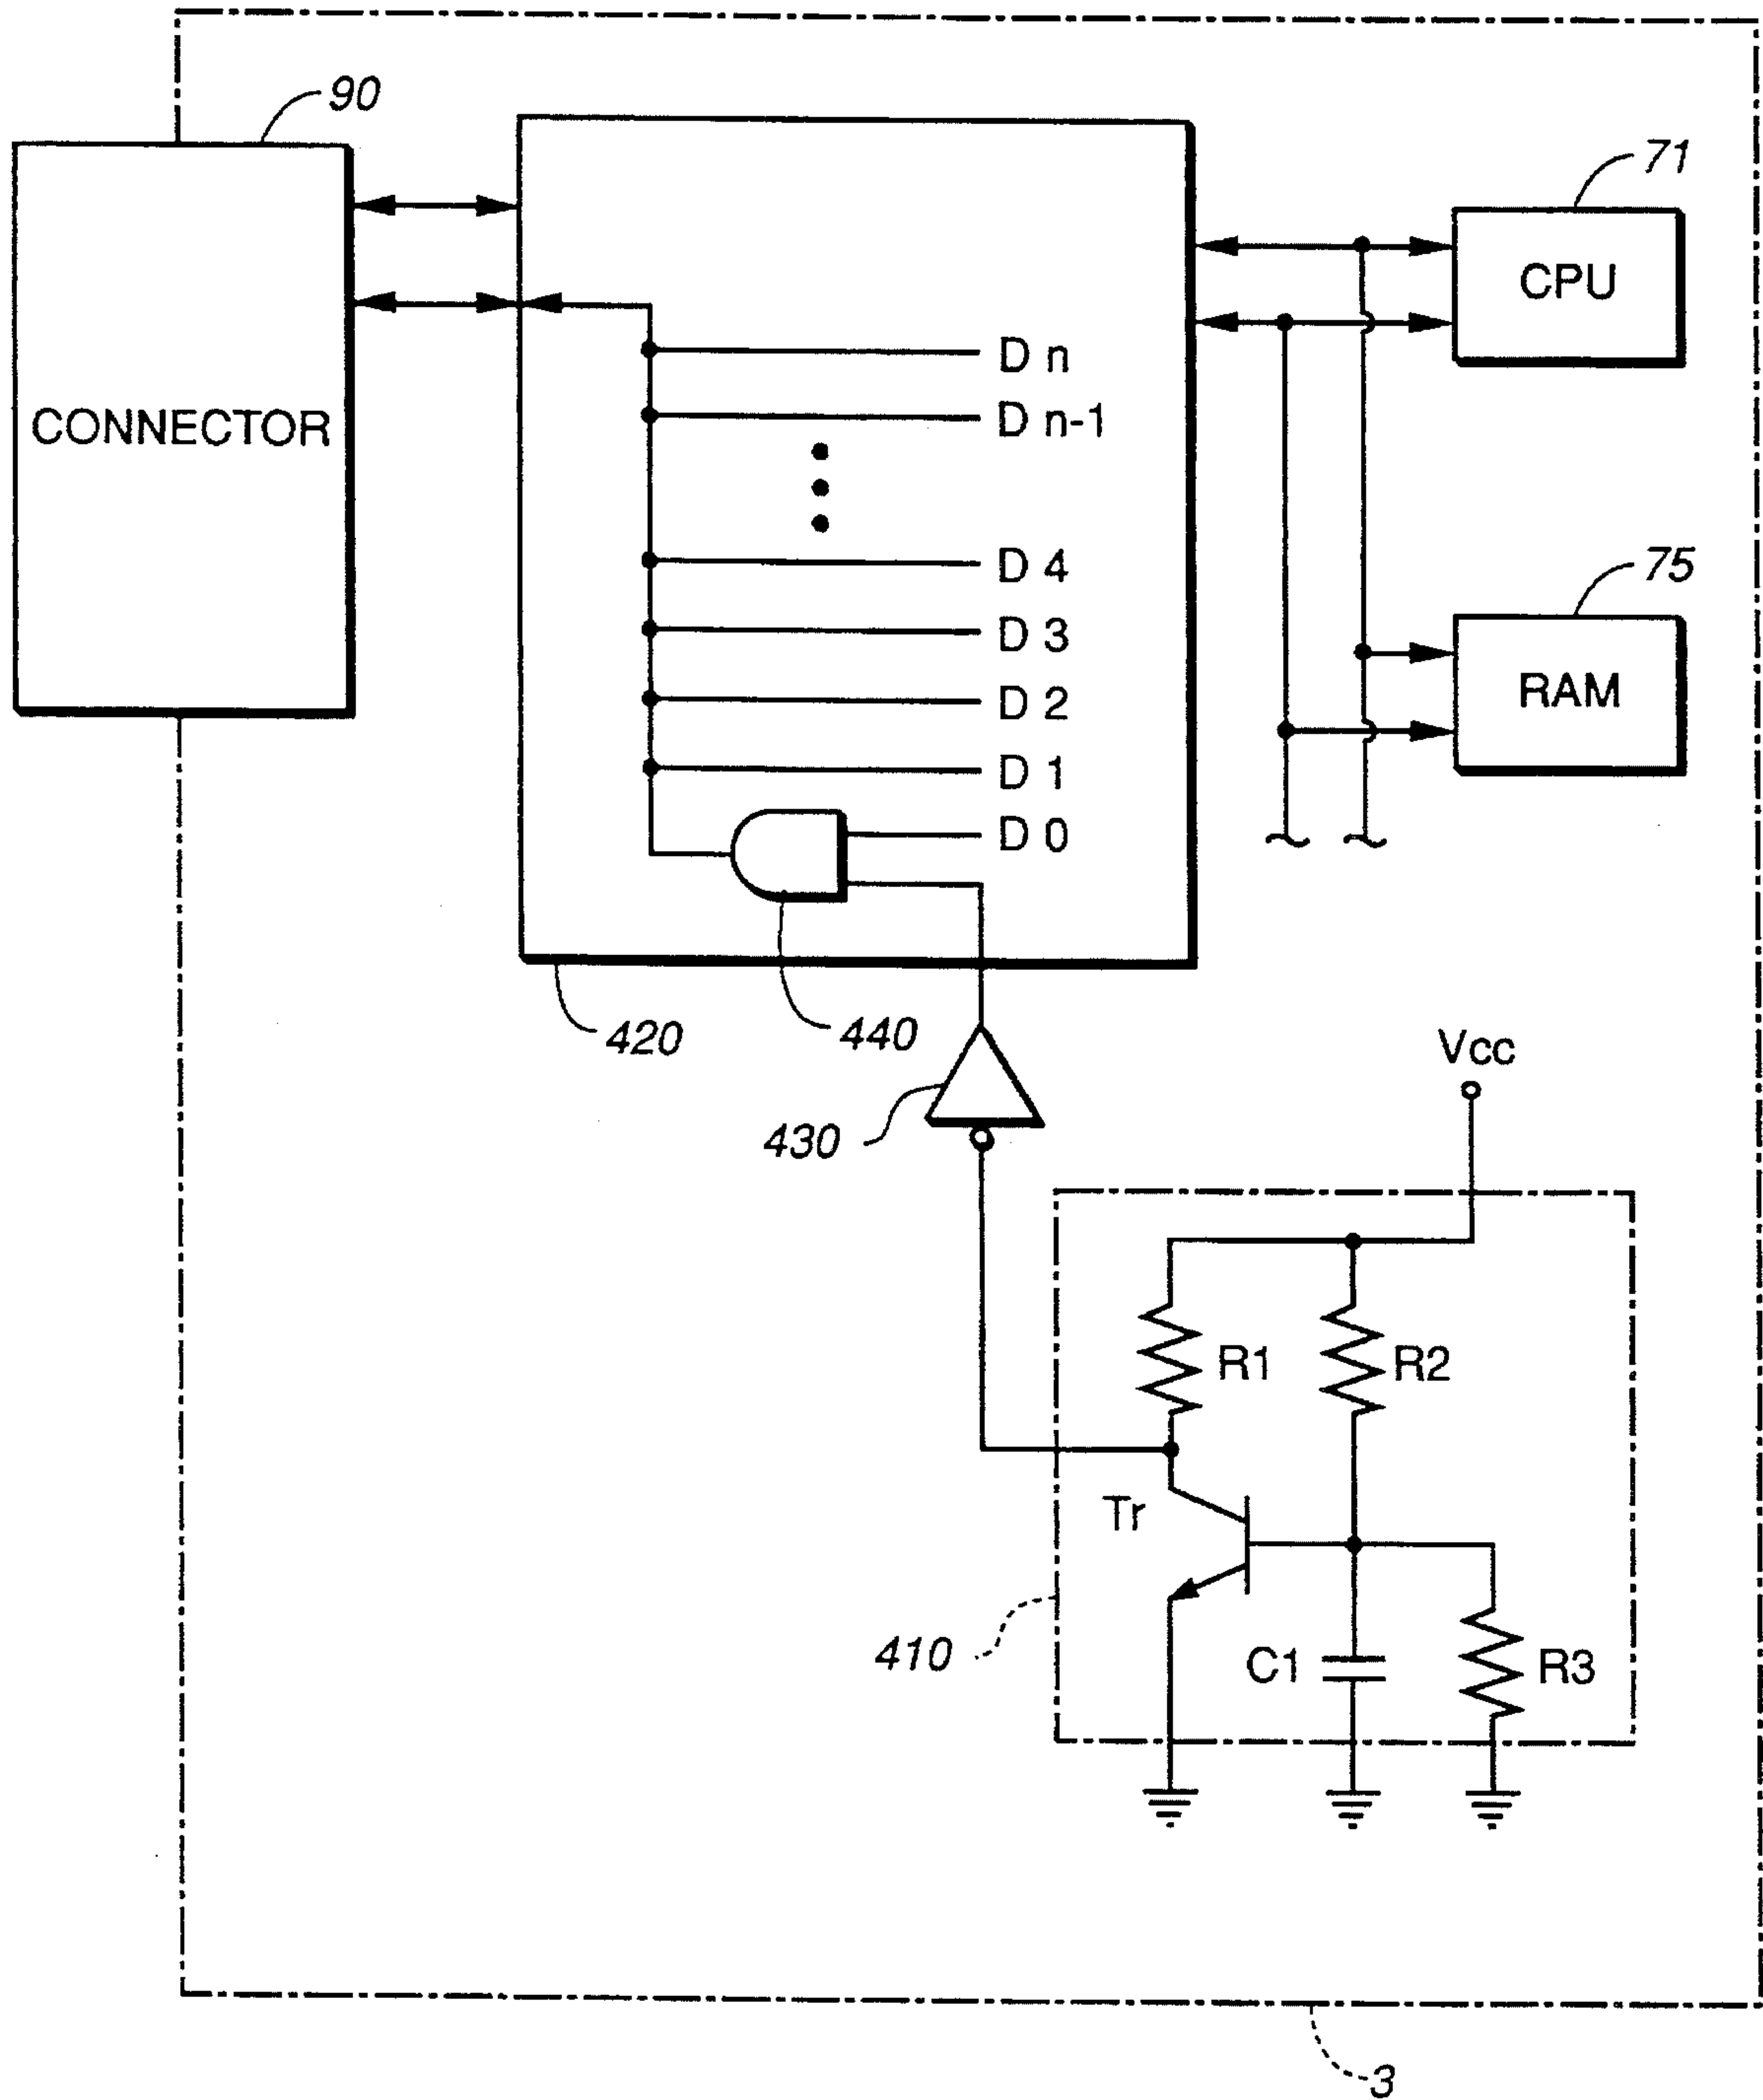 90
CONNECTOR
71
CPU
D n
D n-1
D 4
D 3
D 2
D 1
D 0
75
RAM
420
440
430
Vcc
R1
R2
Tr
410
C1
R3
3